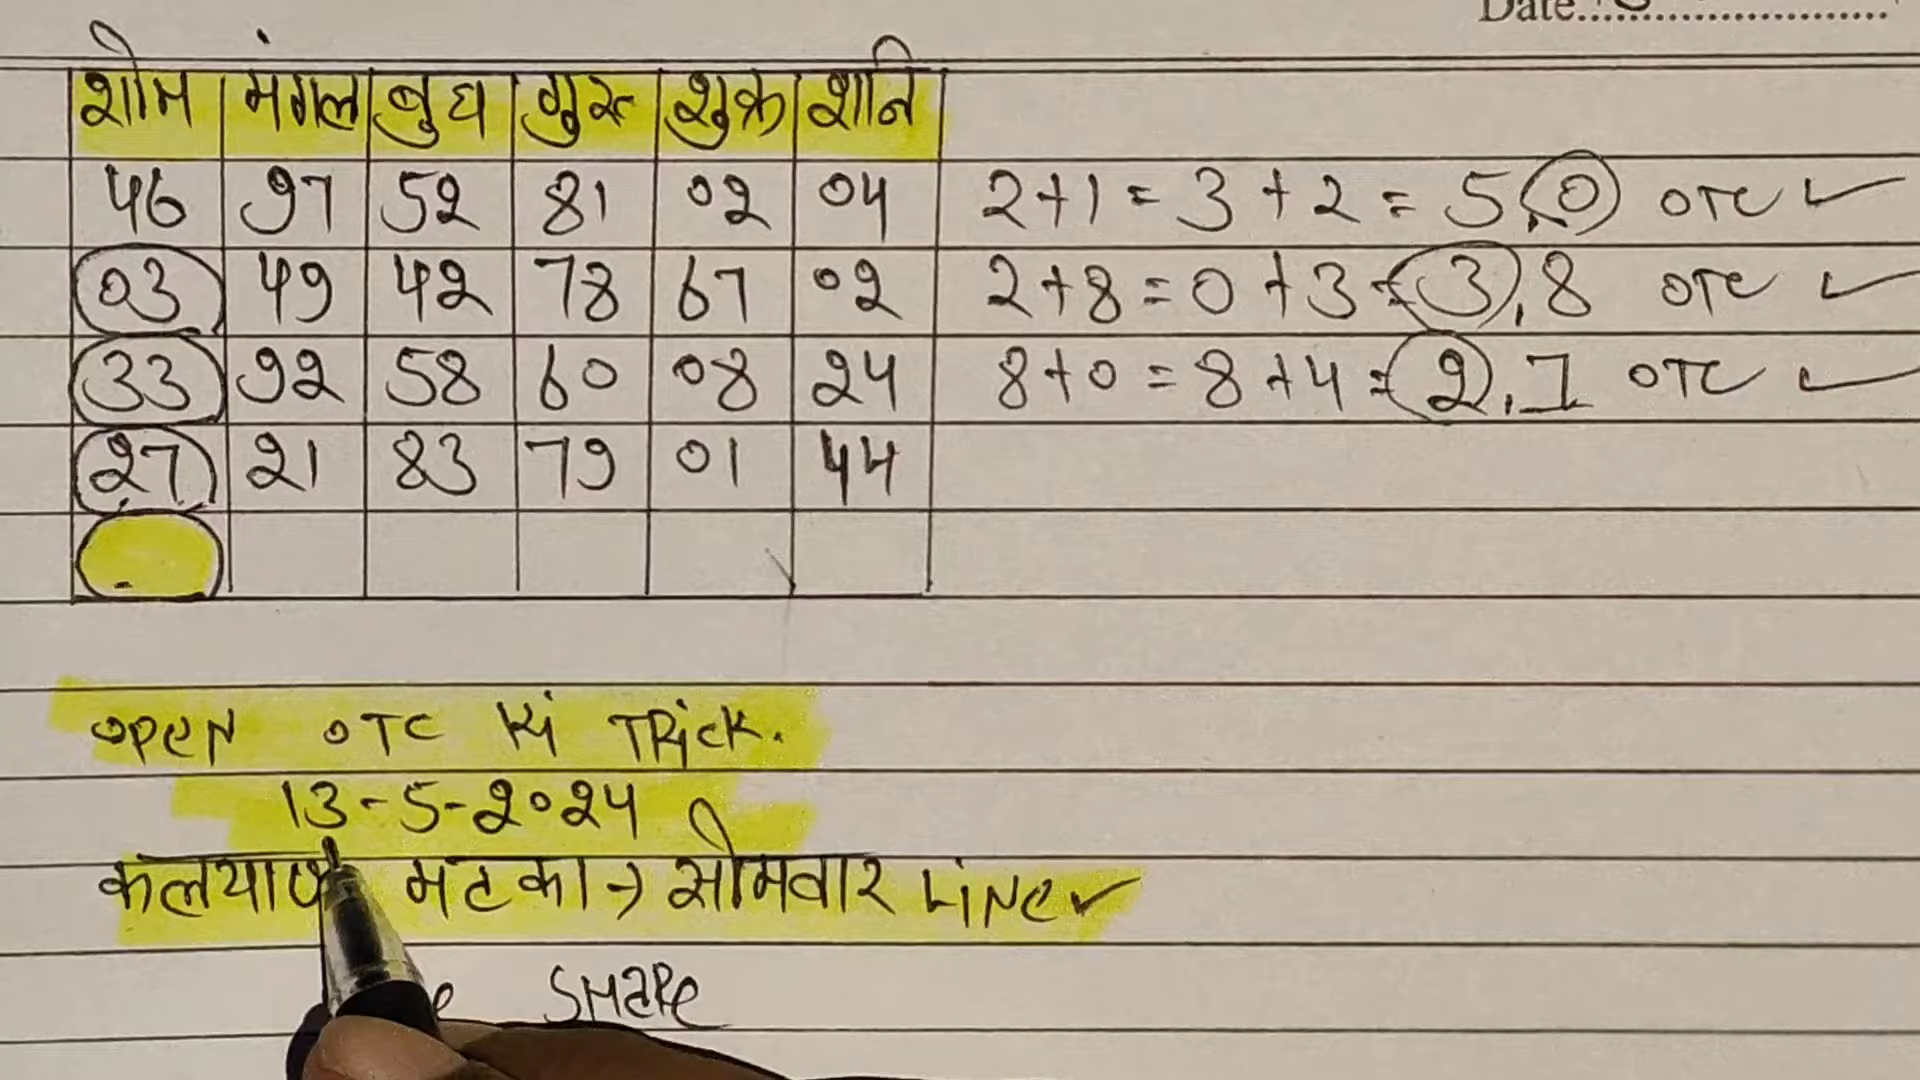 Date
शोम मंगल बुध गुरु शुक्र शनि
46 97 52 81 02 04 2+1=3+2=5,0 OTC ✓
03 49 42 78 67 02 2+8=0+3=3,8 OTC ✓
33 92 58 60 08 24 8+0=8+4=2,1 OTC ✓
27 21 83 79 01 44
OPEN OTC Ki TRick.
13-5-2024
कलयाण मटका → सोमवार LiNe ✓
SHaRe